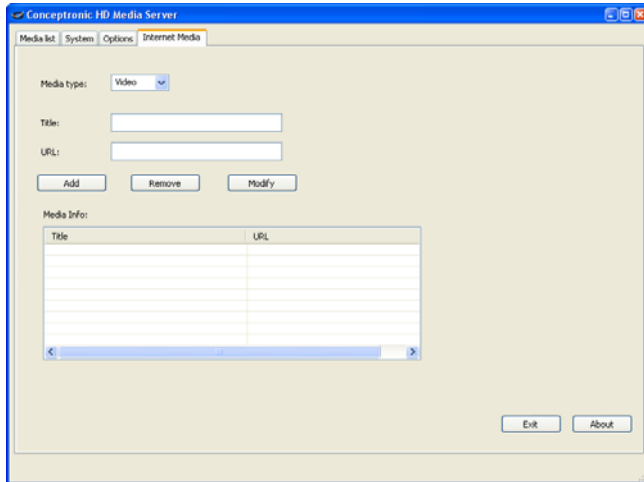 Conceptronic HD Media Server
Media list System Options Internet Media
Media type: Video
Title:
URL:
Add Remove Modify
Media Info:
Title URL
Exit About